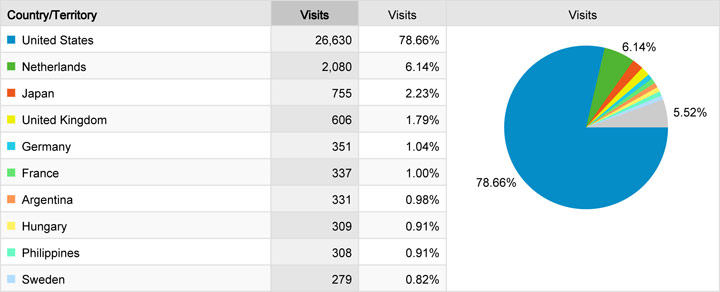 Country/Territory Visits Visits Visits
United States 26,630 78.66%
Netherlands 2,080 6.14%
Japan 755 2.23%
United Kingdom 606 1.79%
Germany 351 1.04%
France 337 1.00%
Argentina 331 0.98%
Hungary 309 0.91%
Philippines 308 0.91%
Sweden 279 0.82%
6.14%
5.52%
78.66%